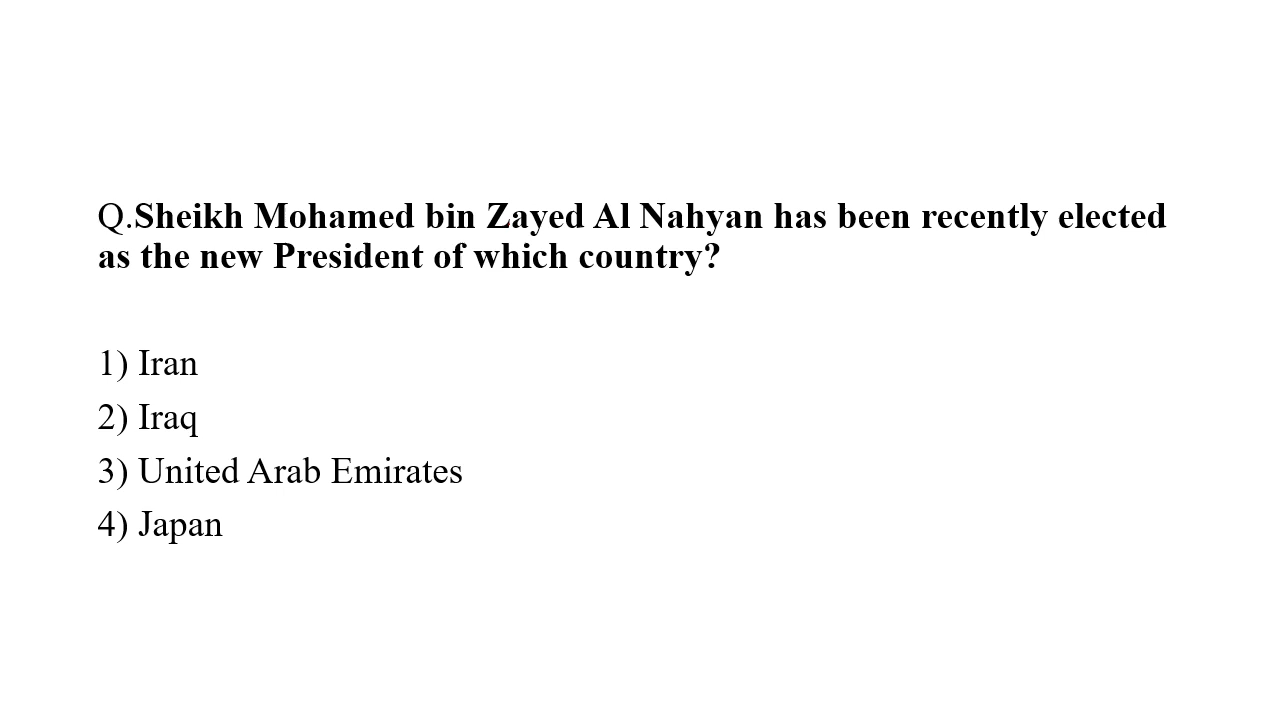 Q.Sheikh Mohamed bin Zayed Al Nahyan has been recently elected
as the new President of which country?
1) Iran
2) Iraq
3) United Arab Emirates
4) Japan